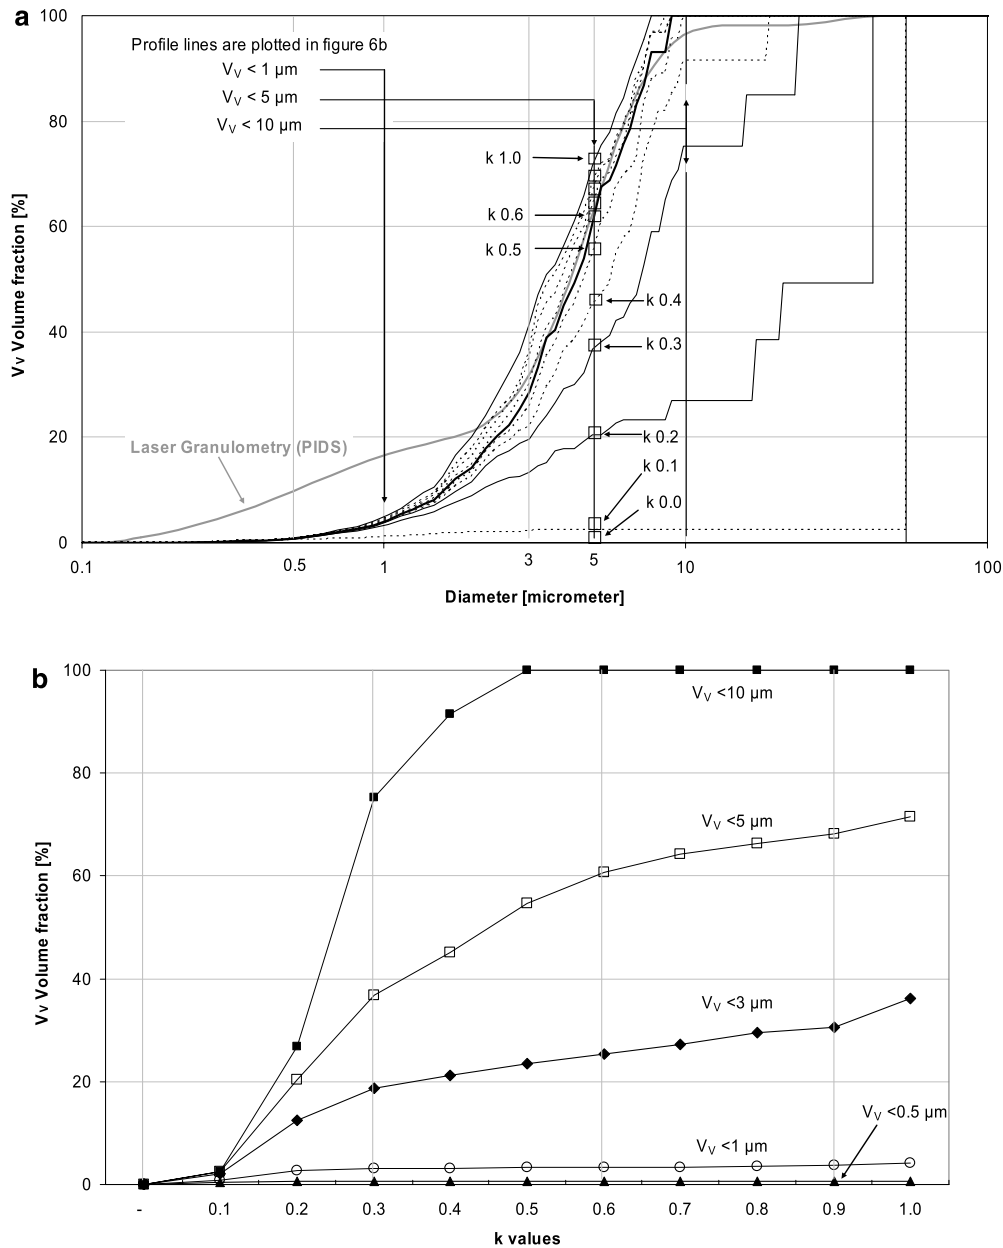 a
100
80
60
40
20
0
Vv Volume fraction [%]
Profile lines are plotted in figure 6b
VV < 1 µm
VV < 5 µm
VV < 10 µm
k 1.0
k 0.6
k 0.5
k 0.4
k 0.3
k 0.2
k 0.1
k 0.0
Laser Granulometry (PIDS)
0.1 0.5 1 3 5 10 100
Diameter [micrometer]
b
100
80
60
40
20
0
Vv Volume fraction [%]
VV <10 µm
VV <5 µm
VV <3 µm
VV <0.5 µm
VV <1 µm
- 0.1 0.2 0.3 0.4 0.5 0.6 0.7 0.8 0.9 1.0
k values